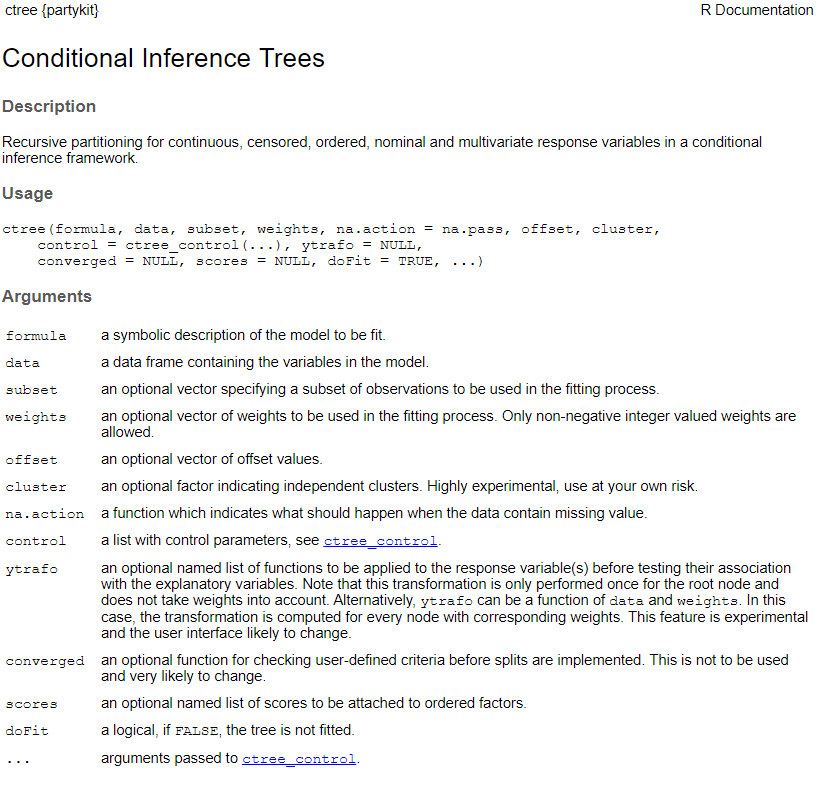 ctree {partykit} R Documentation
Conditional Inference Trees
Description
Recursive partitioning for continuous, censored, ordered, nominal and multivariate response variables in a conditional
inference framework.
Usage
ctree(formula, data, subset, weights, na.action = na.pass, offset, cluster,
    control = ctree_control(...), ytrafo = NULL,
    converged = NULL, scores = NULL, doFit = TRUE, ...)
Arguments
formula a symbolic description of the model to be fit.
data a data frame containing the variables in the model.
subset an optional vector specifying a subset of observations to be used in the fitting process.
weights an optional vector of weights to be used in the fitting process. Only non-negative integer valued weights are
allowed.
offset an optional vector of offset values.
cluster an optional factor indicating independent clusters. Highly experimental, use at your own risk.
na.action a function which indicates what should happen when the data contain missing value.
control a list with control parameters, see ctree_control.
ytrafo an optional named list of functions to be applied to the response variable(s) before testing their association
with the explanatory variables. Note that this transformation is only performed once for the root node and
does not take weights into account. Alternatively, ytrafo can be a function of data and weights. In this
case, the transformation is computed for every node with corresponding weights. This feature is experimental
and the user interface likely to change.
converged an optional function for checking user-defined criteria before splits are implemented. This is not to be used
and very likely to change.
scores an optional named list of scores to be attached to ordered factors.
doFit a logical, if FALSE, the tree is not fitted.
... arguments passed to ctree_control.